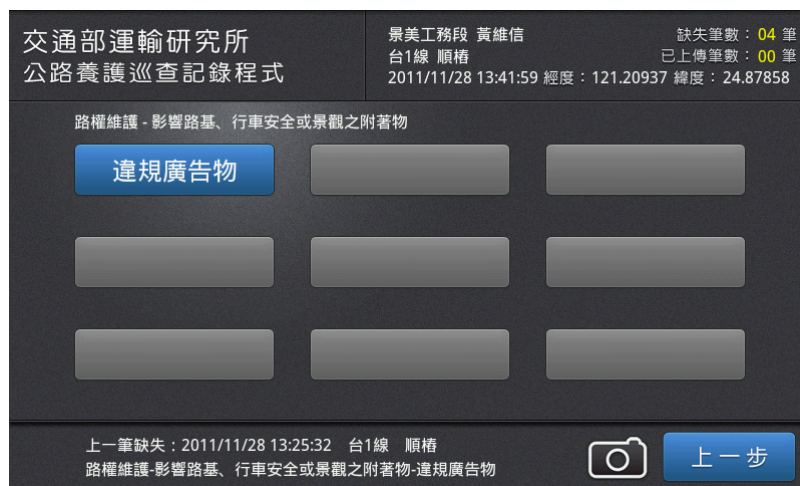 交通部運輸研究所
公路養護巡查記錄程式
景美工務段 黃維信
缺失筆數：04 筆
台1線 順樁
已上傳筆數：00 筆
2011/11/28 13:41:59 經度：121.20937 緯度：24.87858
路權維護 - 影響路基、行車安全或景觀之附著物
違規廣告物
上一筆缺失：2011/11/28 13:25:32 台1線 順樁
路權維護-影響路基、行車安全或景觀之附著物-違規廣告物
上一步